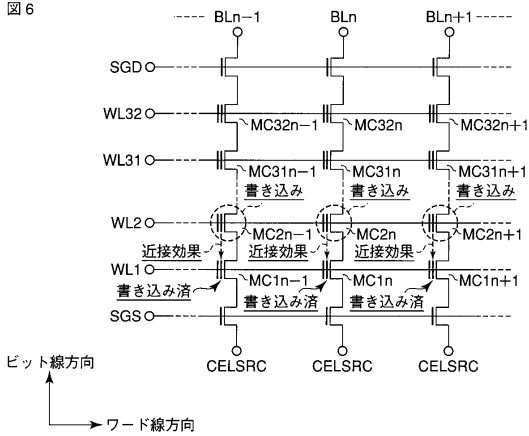 図6
BLn−1 BLn BLn+1
SGD
WL32
MC32n−1 MC32n MC32n+1
WL31
MC31n−1 MC31n MC31n+1
書き込み 書き込み 書き込み
WL2
MC2n−1 MC2n MC2n+1
近接効果 近接効果 近接効果
WL1
MC1n−1 MC1n MC1n+1
書き込み済 書き込み済 書き込み済
SGS
CELSRC CELSRC CELSRC
ビット線方向
ワード線方向